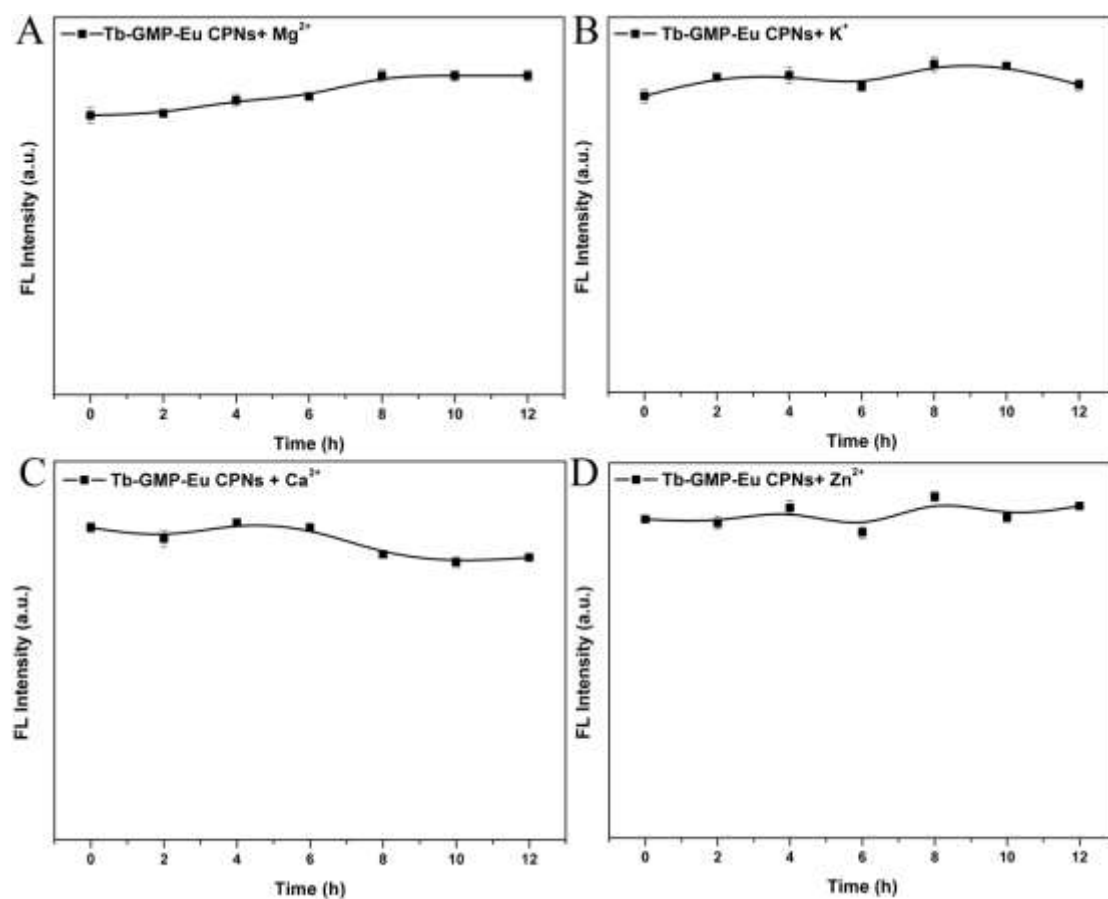 A
Tb-GMP-Eu CPNs+ Mg²⁺
FL Intensity (a.u.)
0 2 4 6 8 10 12
Time (h)
B
Tb-GMP-Eu CPNs+ K⁺
FL Intensity (a.u.)
0 2 4 6 8 10 12
Time (h)
C
Tb-GMP-Eu CPNs + Ca²⁺
FL Intensity (a.u.)
0 2 4 6 8 10 12
Time (h)
D
Tb-GMP-Eu CPNs+ Zn²⁺
FL Intensity (a.u.)
0 2 4 6 8 10 12
Time (h)